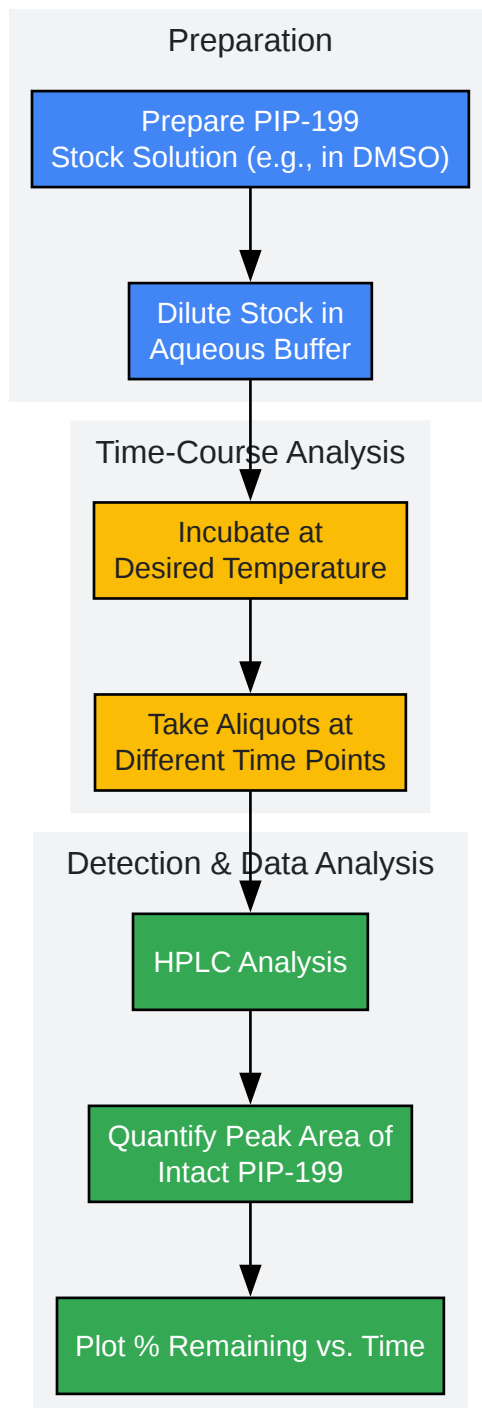 Preparation
Prepare PIP-199
Stock Solution (e.g., in DMSO)
Dilute Stock in
Aqueous Buffer
Time-Course Analysis
Incubate at
Desired Temperature
Take Aliquots at
Different Time Points
Detection & Data Analysis
HPLC Analysis
Quantify Peak Area of
Intact PIP-199
Plot % Remaining vs. Time